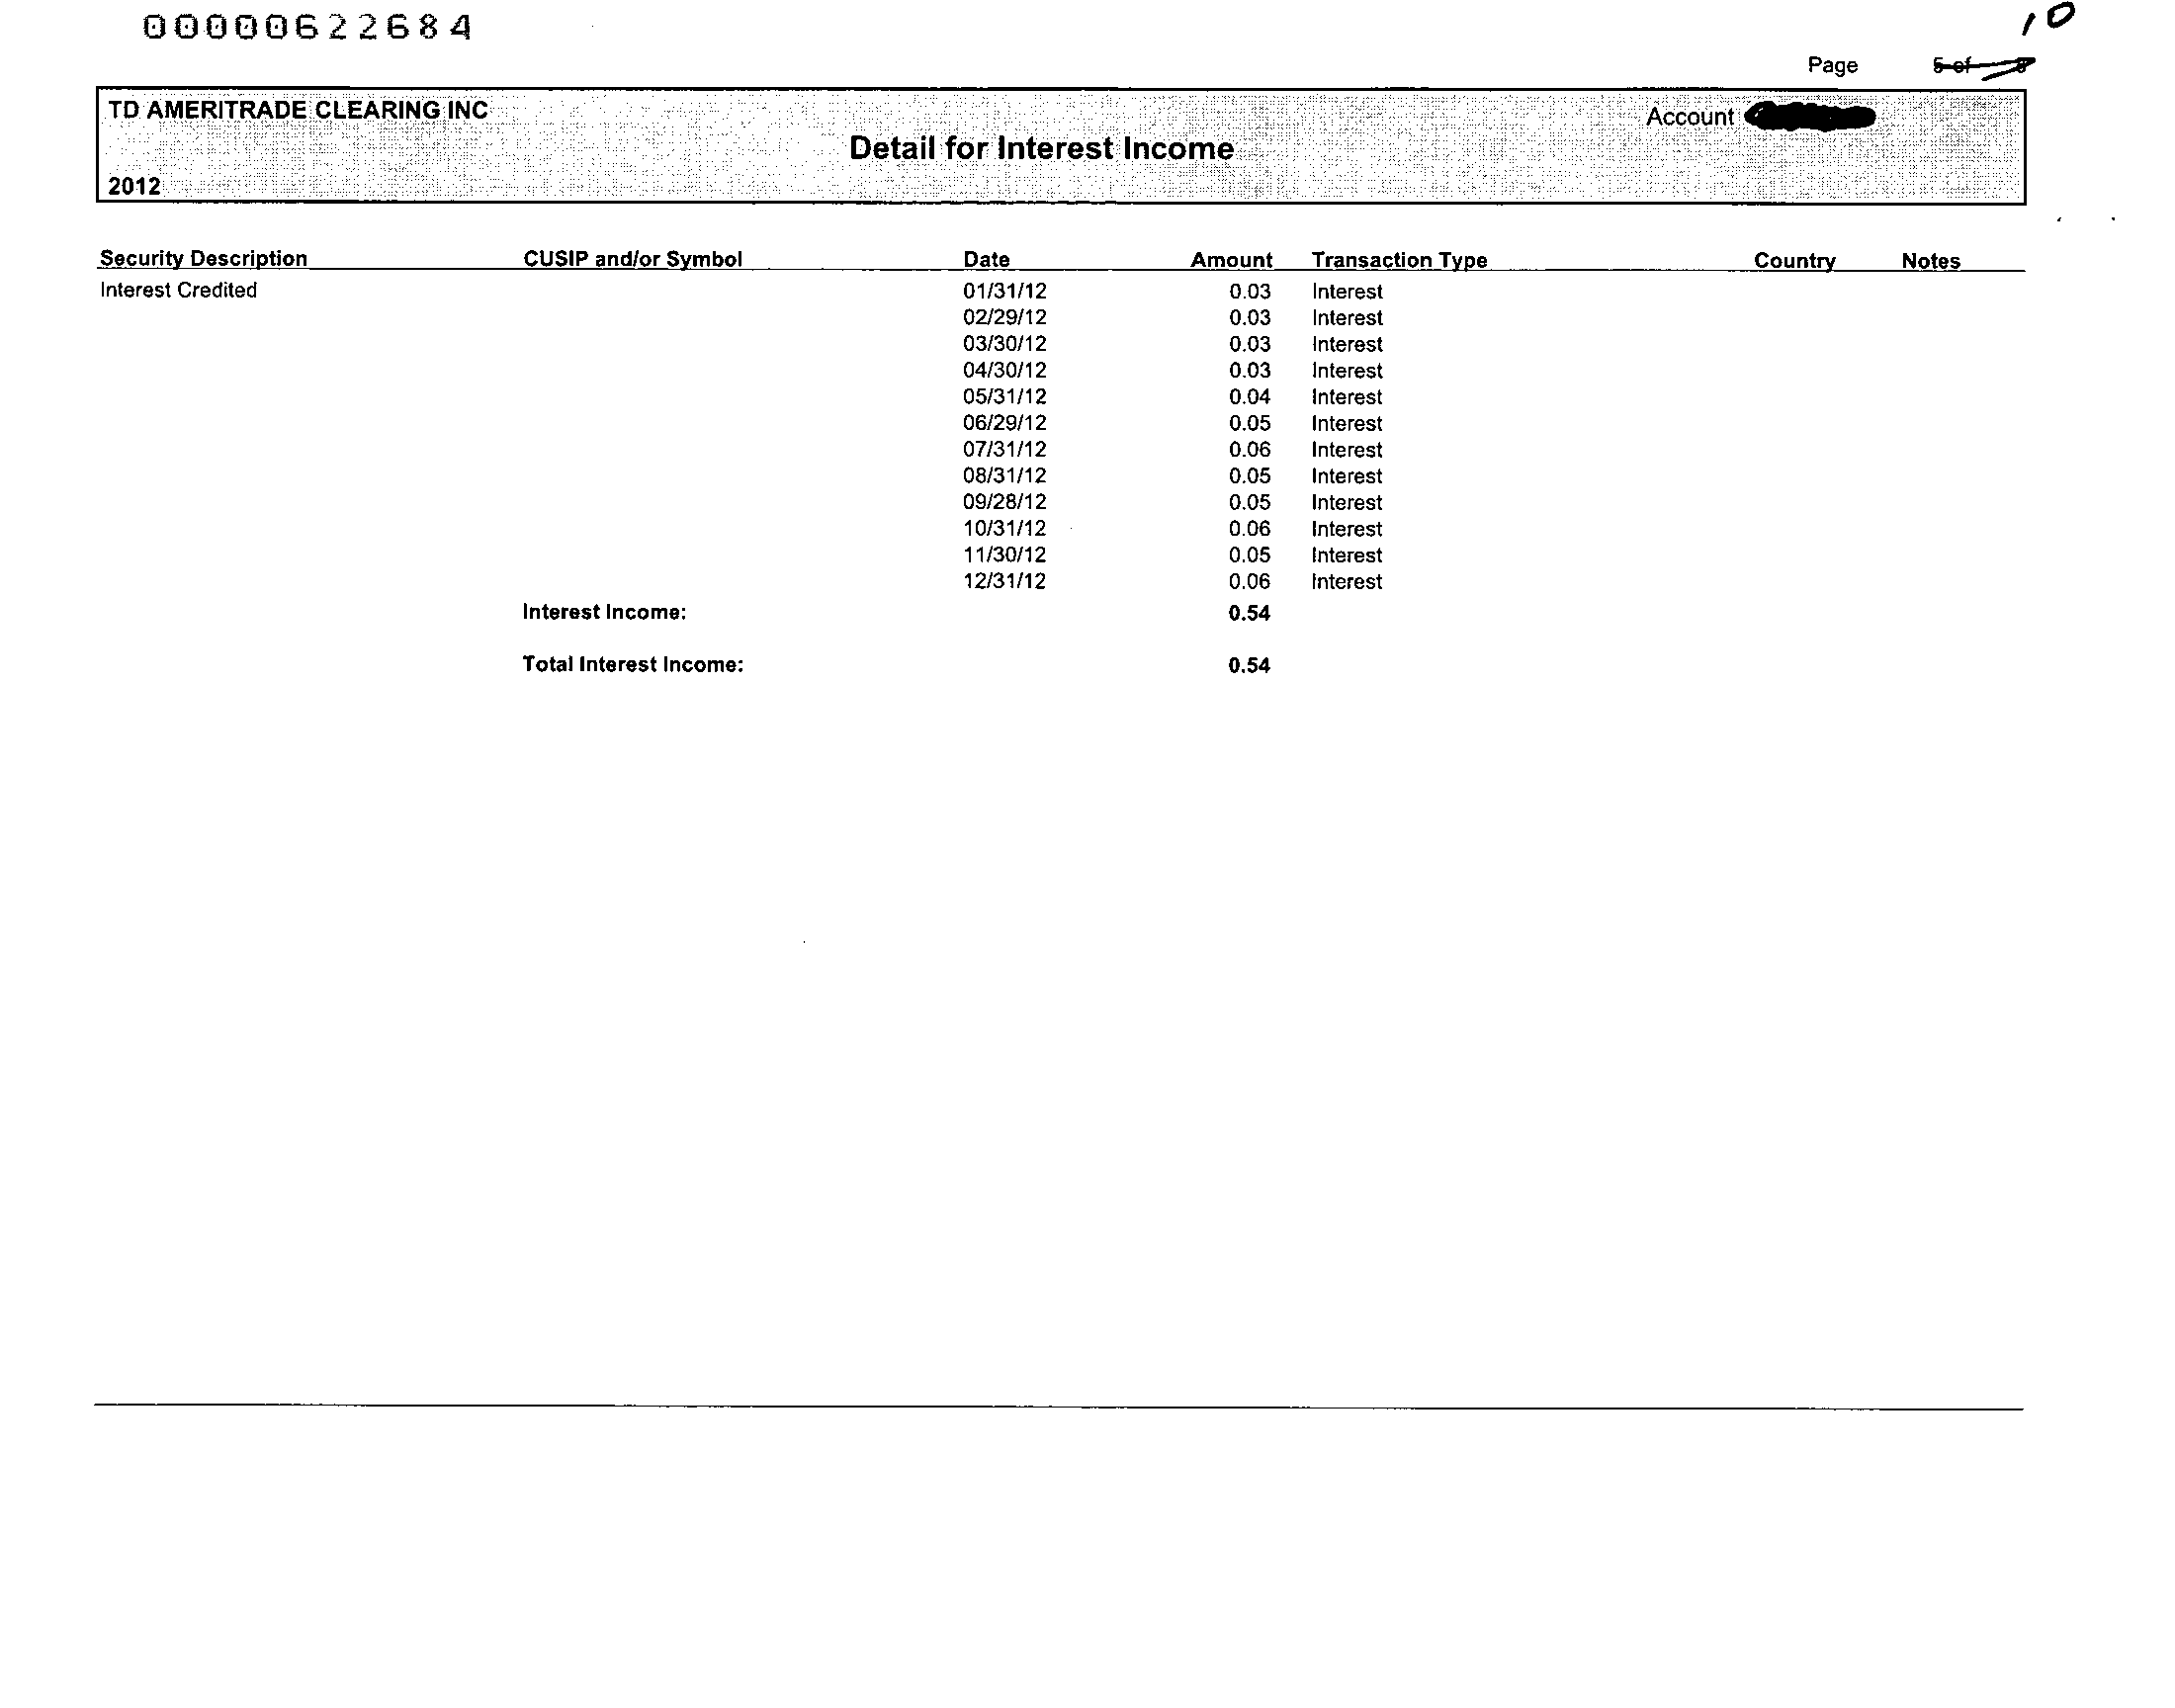 00000622684
10
Page 5 of 8
TD AMERITRADE CLEARING INC
Account
Detail for Interest Income
2012
Security Description CUSIP and/or Symbol Date Amount Transaction Type Country Notes
Interest Credited 01/31/12 0.03 Interest
02/29/12 0.03 Interest
03/30/12 0.03 Interest
04/30/12 0.03 Interest
05/31/12 0.04 Interest
06/29/12 0.05 Interest
07/31/12 0.06 Interest
08/31/12 0.05 Interest
09/28/12 0.05 Interest
10/31/12 0.06 Interest
11/30/12 0.05 Interest
12/31/12 0.06 Interest
Interest Income: 0.54
Total Interest Income: 0.54